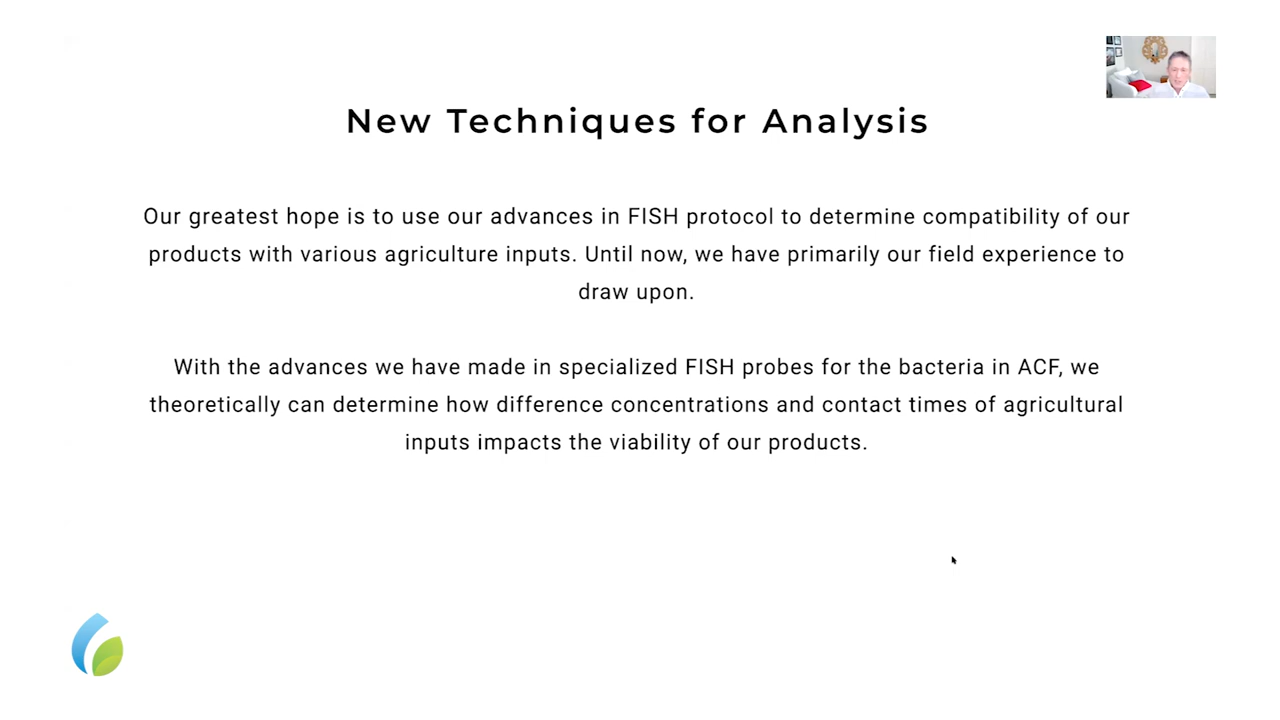 New Techniques for Analysis
Our greatest hope is to use our advances in FISH protocol to determine compatibility of our
products with various agriculture inputs. Until now, we have primarily our field experience to
draw upon.
With the advances we have made in specialized FISH probes for the bacteria in ACF, we
theoretically can determine how difference concentrations and contact times of agricultural
inputs impacts the viability of our products.